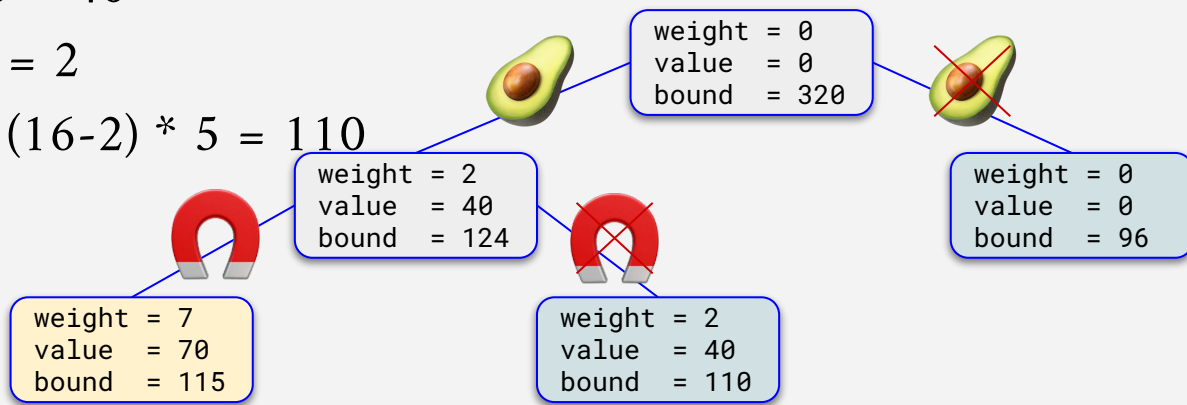 = 2
(16-2) * 5 = 110
weight = 0
value  = 0
bound  = 320
weight = 2
value  = 40
bound  = 124
weight = 0
value  = 0
bound  = 96
weight = 7
value  = 70
bound  = 115
weight = 2
value  = 40
bound  = 110